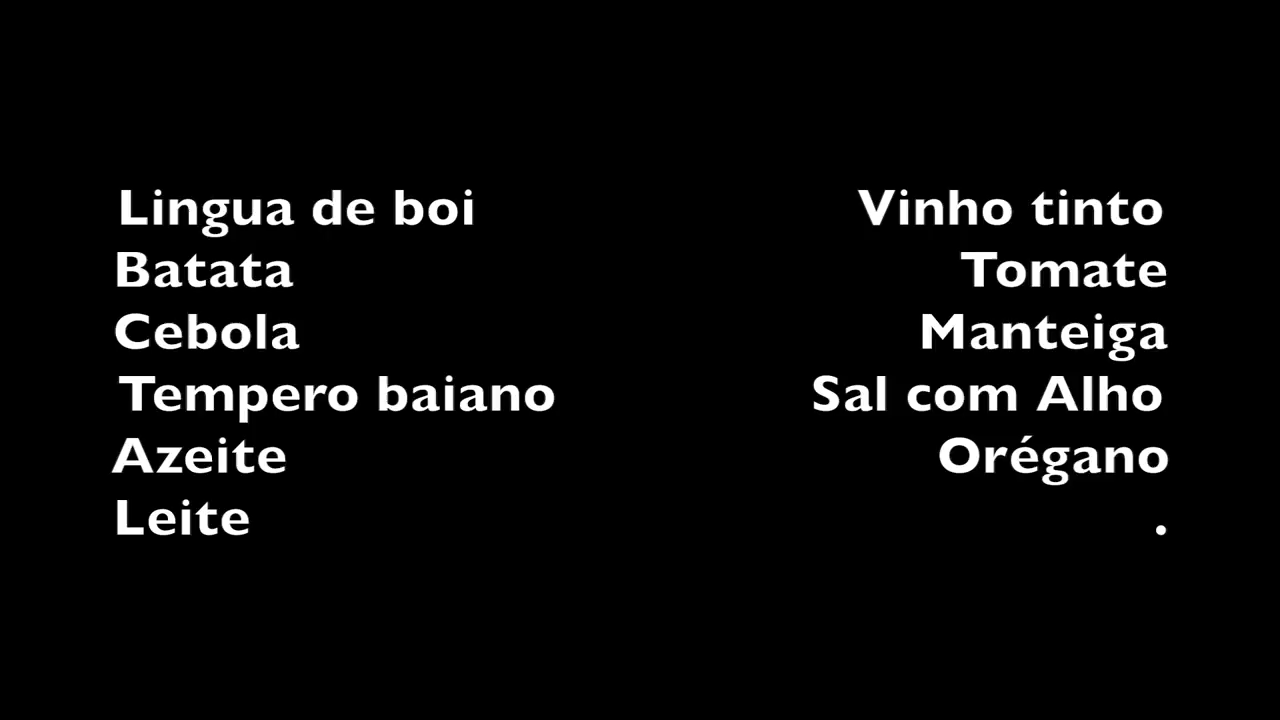 Lingua de boi Vinho tinto
Batata Tomate
Cebola Manteiga
Tempero baiano Sal com Alho
Azeite Orégano
Leite .